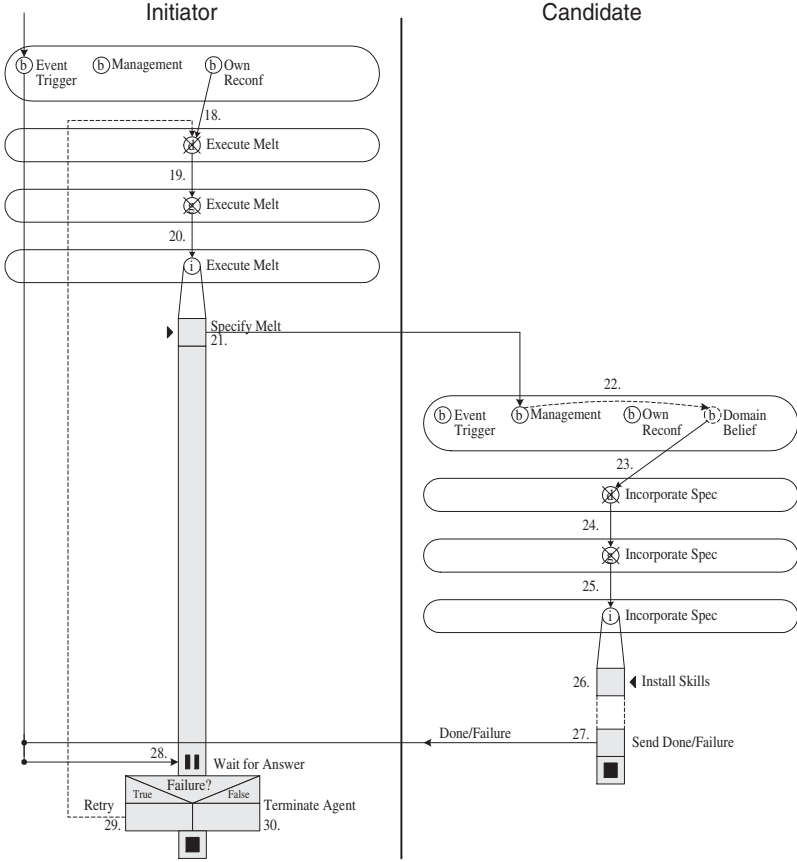 Initiator
Candidate
b Event Trigger
b Management
b Own Reconf
18.
d Execute Melt
19.
g Execute Melt
20.
i Execute Melt
Specify Melt
21.
22.
b Event Trigger
b Management
b Own Reconf
b Domain Belief
23.
d Incorporate Spec
24.
g Incorporate Spec
25.
i Incorporate Spec
26.
Install Skills
27.
Send Done/Failure
Done/Failure
28.
Wait for Answer
Failure?
True
False
Retry
29.
Terminate Agent
30.